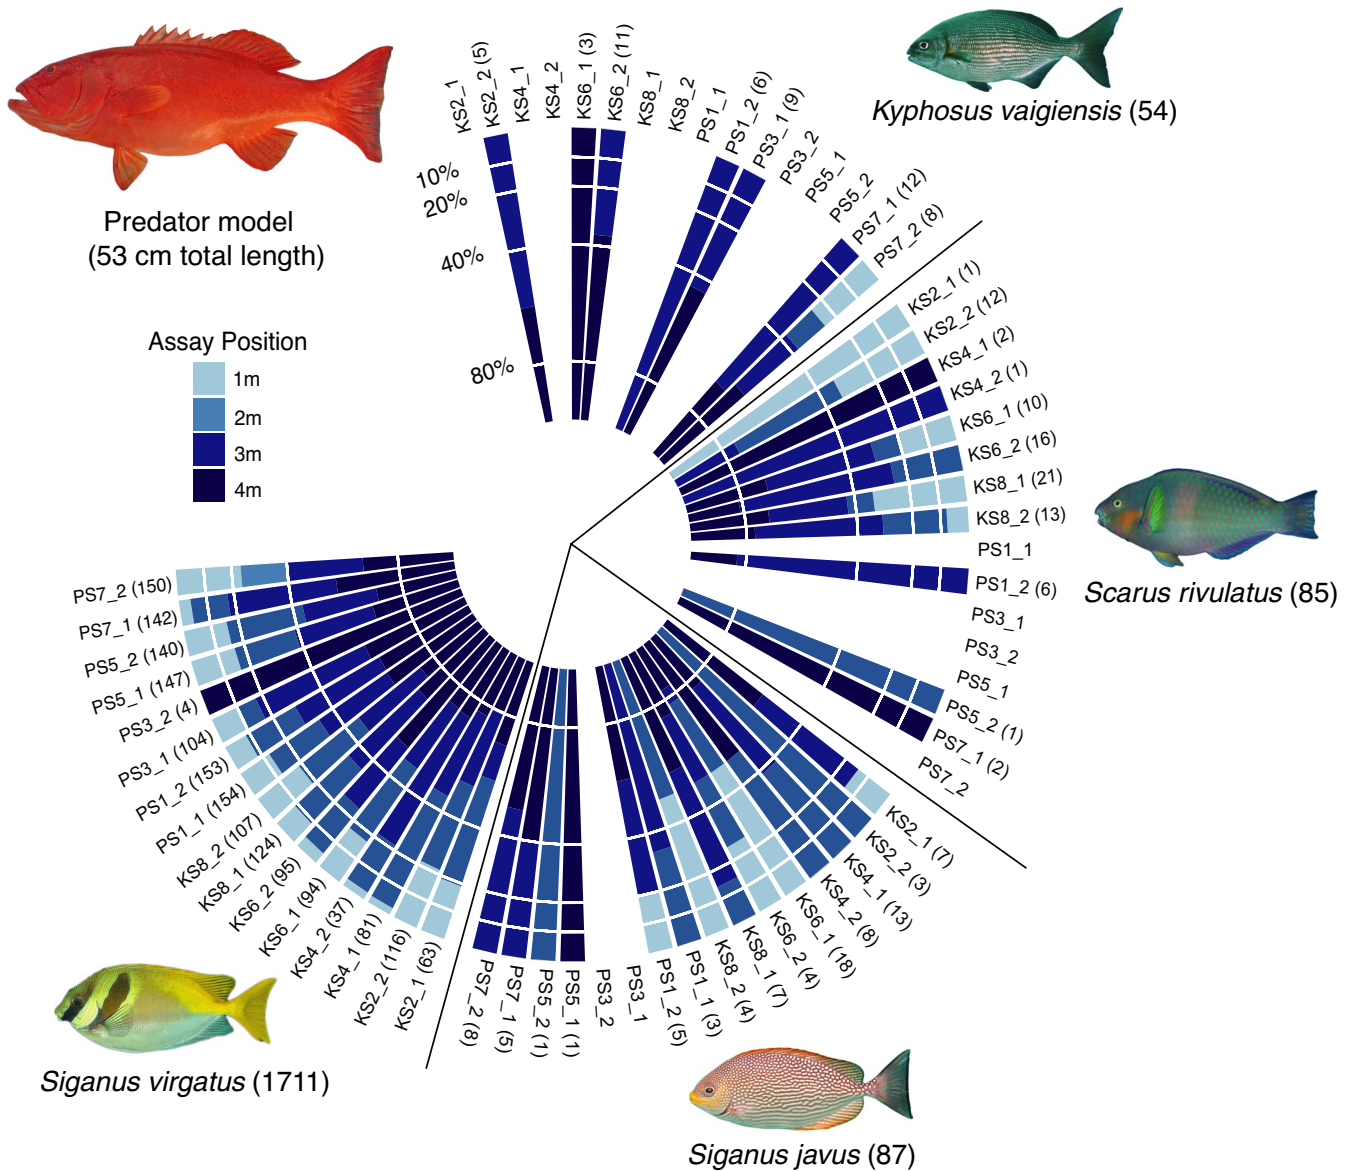 Predator model
(53 cm total length)
Assay Position
1m
2m
3m
4m
10%
20%
40%
80%
KS2_1
KS2_2 (5)
KS4_1
KS4_2
KS6_1 (3)
KS6_2 (11)
KS8_1
KS8_2
PS1_1
PS1_2 (6)
PS3_1 (9)
PS3_2
PS5_1
PS5_2
PS7_1 (12)
PS7_2 (8)
Kyphosus vaigiensis (54)
KS2_1 (1)
KS2_2 (12)
KS4_1 (2)
KS4_2 (1)
KS6_1 (10)
KS6_2 (16)
KS8_1 (21)
KS8_2 (13)
PS1_1
PS1_2 (6)
PS3_1
PS3_2
PS5_1
PS5_2 (1)
PS7_1 (2)
PS7_2
Scarus rivulatus (85)
KS2_1 (7)
KS2_2 (3)
KS4_1 (13)
KS4_2 (8)
KS6_1 (18)
KS6_2 (4)
KS8_1 (7)
KS8_2 (4)
PS1_1 (3)
PS1_2 (5)
PS3_1
PS3_2
PS5_1 (1)
PS5_2 (1)
PS7_1 (5)
PS7_2 (8)
Siganus javus (87)
KS2_1 (63)
KS2_2 (116)
KS4_1 (81)
KS4_2 (37)
KS6_1 (94)
KS6_2 (95)
KS8_1 (124)
KS8_2 (107)
PS1_1 (154)
PS1_2 (153)
PS3_1 (104)
PS3_2 (4)
PS5_1 (147)
PS5_2 (140)
PS7_1 (142)
PS7_2 (150)
Siganus virgatus (1711)